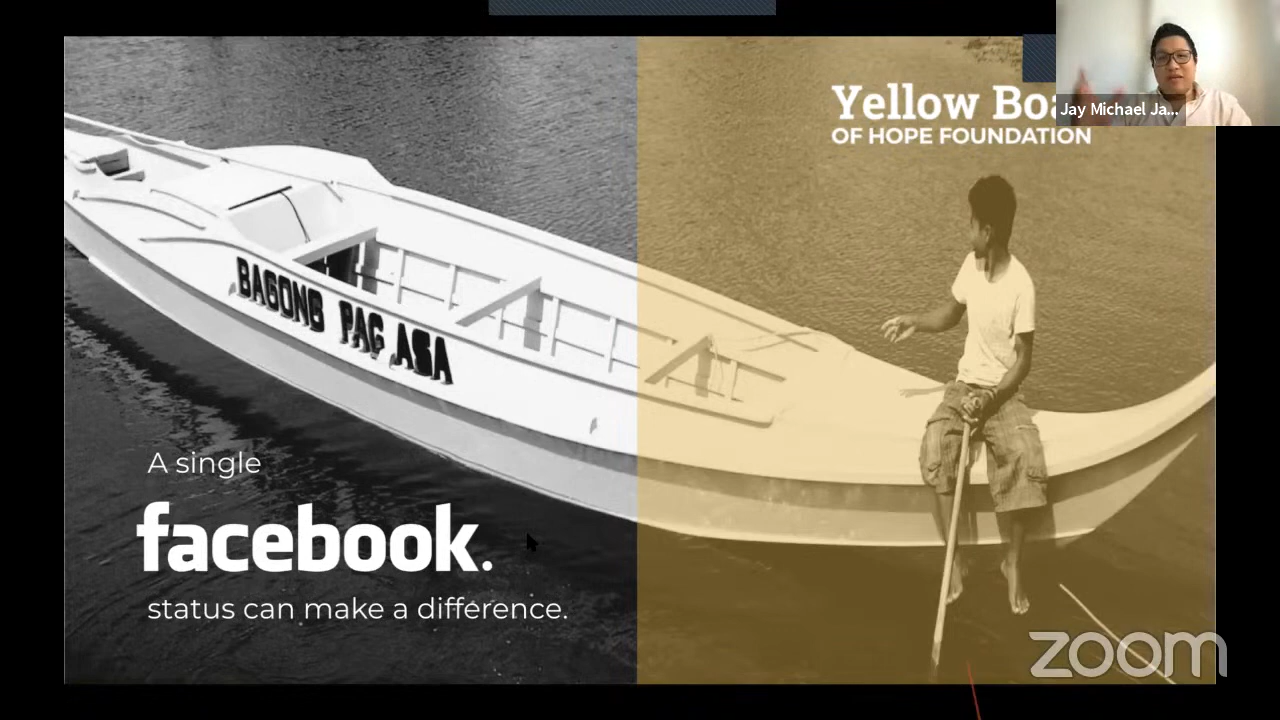 Yellow Boa
OF HOPE FOUNDATION
Jay Michael Ja...
BAGONG PAG ASA
A single
facebook.
status can make a difference.
zoom